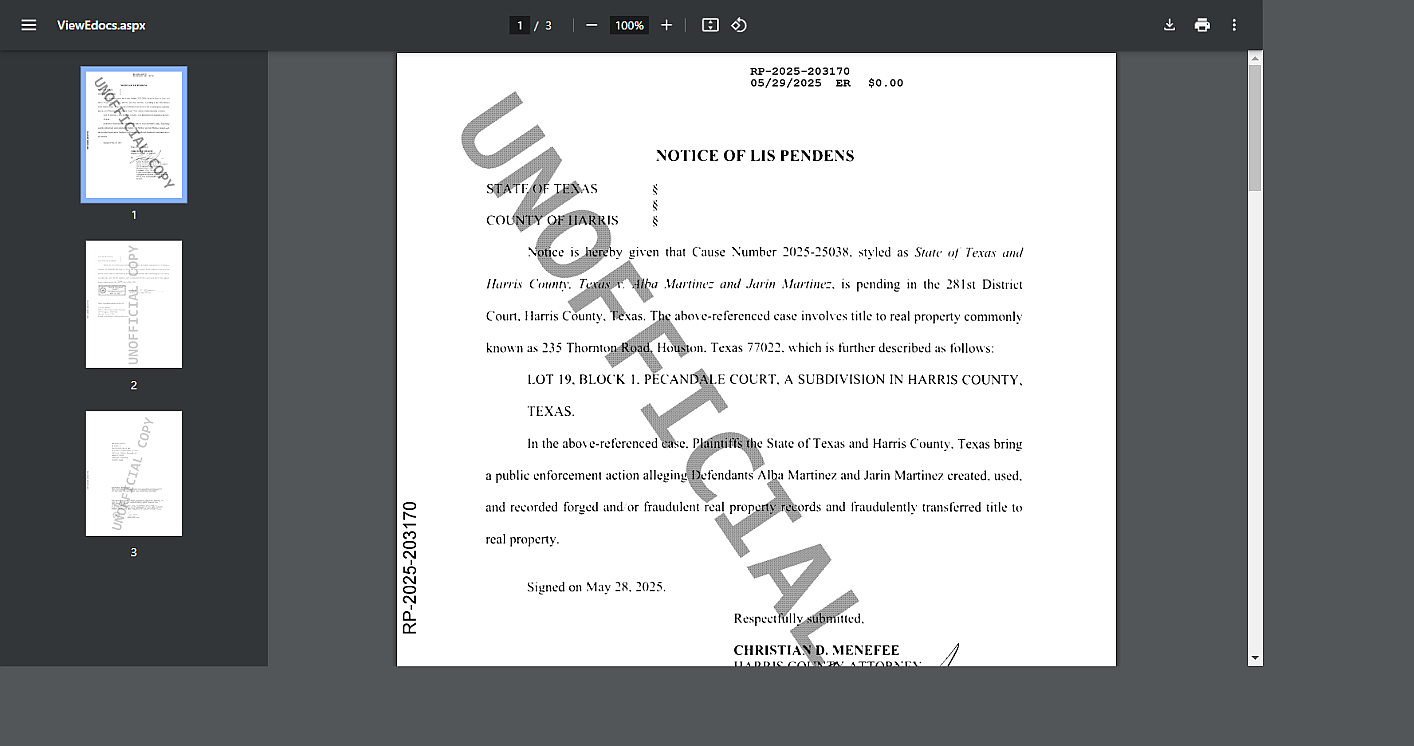 ViewEdocs.aspx
1 / 3
100%
1
2
3
UNOFFICIAL COPY
UNOFFICIAL COPY
UNOFFICIAL COPY
RP-2025-203170
05/29/2025 ER $0.00
UNOFFICIAL
NOTICE OF LIS PENDENS
STATE OF TEXAS §
§
COUNTY OF HARRIS §
Notice is hereby given that Cause Number 2025-25038, styled as State of Texas and
Harris County, Texas v. Alba Martinez and Jarin Martinez, is pending in the 281st District
Court, Harris County, Texas. The above-referenced case involves title to real property commonly
known as 235 Thornton Road, Houston, Texas 77022, which is further described as follows:
LOT 19, BLOCK 1, PECANDALE COURT, A SUBDIVISION IN HARRIS COUNTY,
TEXAS.
In the above-referenced case, Plaintiffs the State of Texas and Harris County, Texas bring
a public enforcement action alleging Defendants Alba Martinez and Jarin Martinez created, used,
and recorded forged and/or fraudulent real property records and fraudulently transferred title to
real property.
Signed on May 28, 2025.
Respectfully submitted,
CHRISTIAN D. MENEFEE
HARRIS COUNTY ATTORNEY
RP-2025-203170